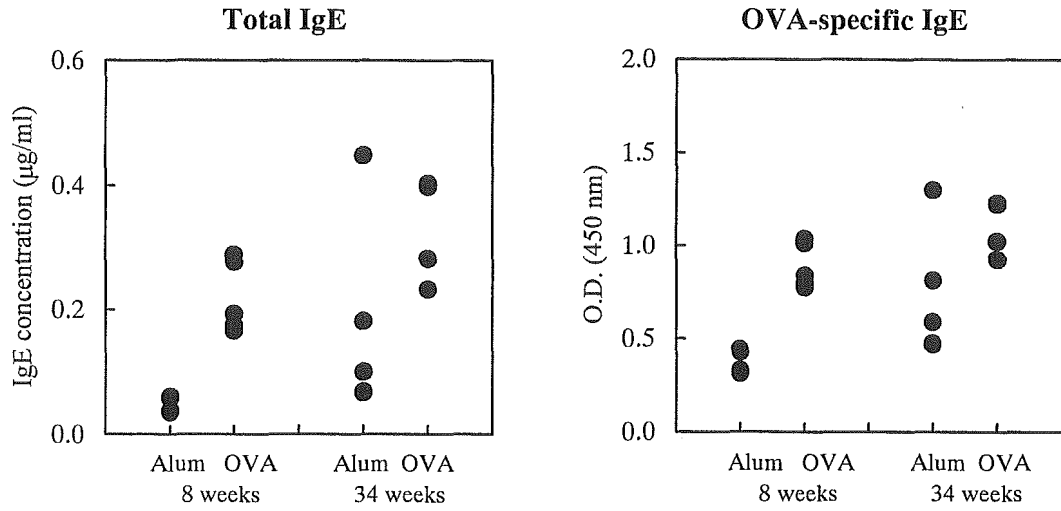 Total IgE
IgE concentration (µg/ml)
0.6
0.4
0.2
0.0
Alum OVA Alum OVA
8 weeks 34 weeks
OVA-specific IgE
O.D. (450 nm)
2.0
1.5
1.0
0.5
0.0
Alum OVA Alum OVA
8 weeks 34 weeks